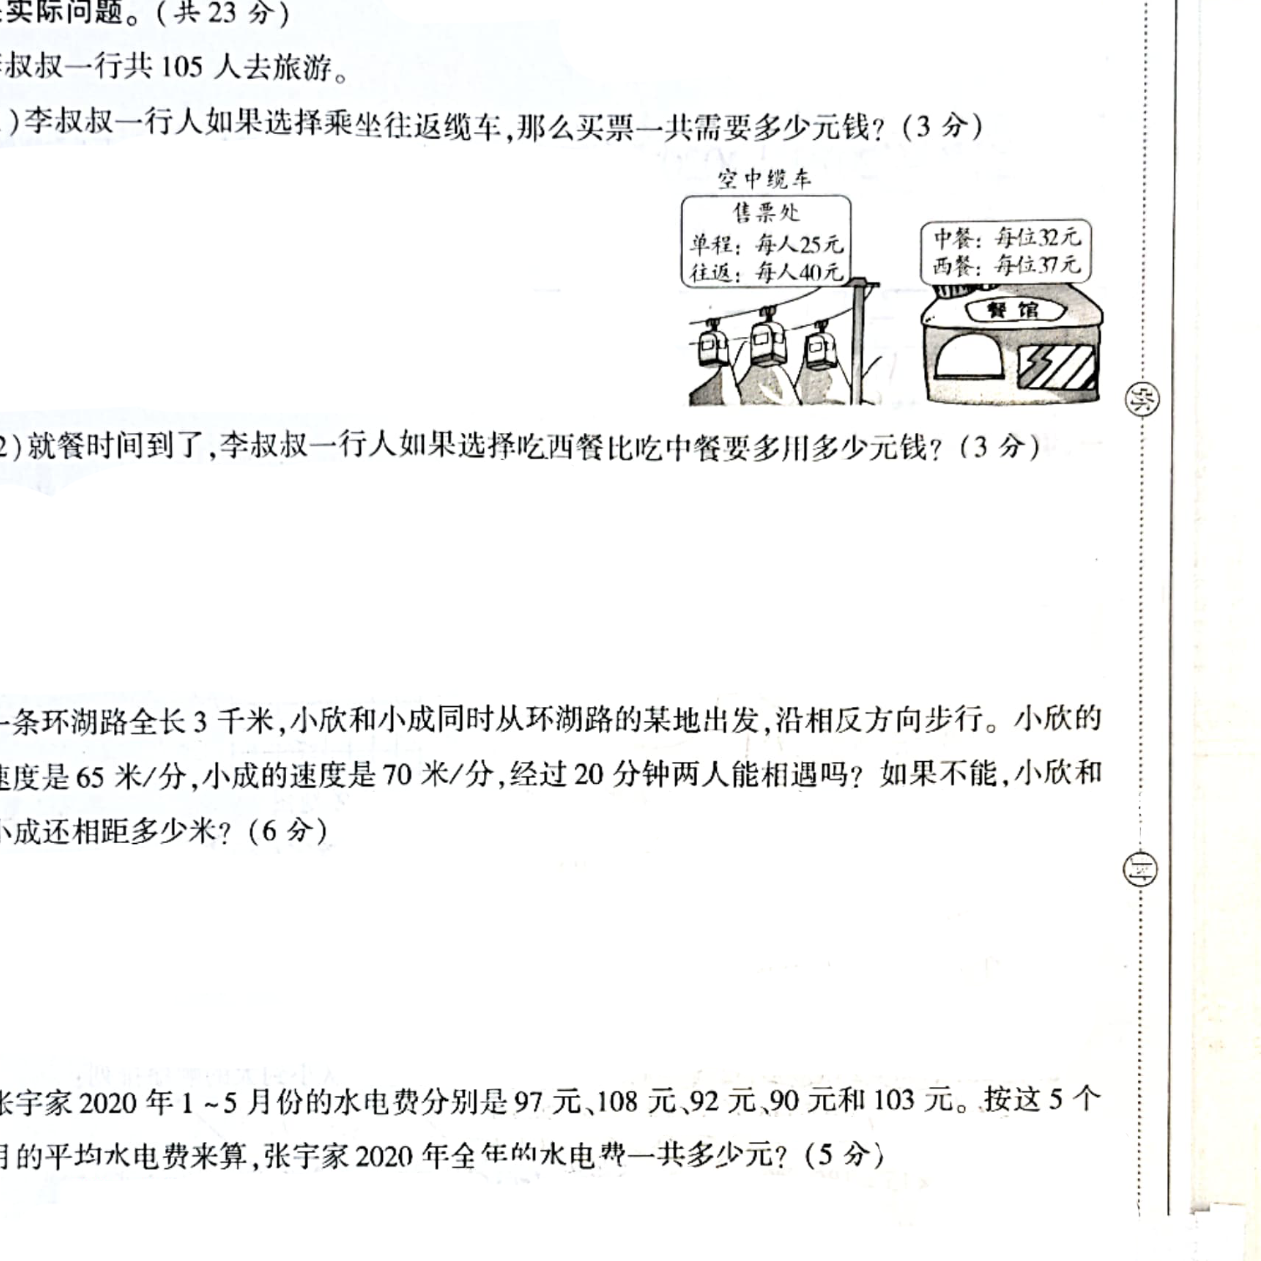 实际问题。(共 23 分)
叔叔一行共 105 人去旅游。
)李叔叔一行人如果选择乘坐往返缆车,那么买票一共需要多少元钱? (3 分)
空中缆车
售票处
单程: 每人25元
往返: 每人40元
中餐: 每位32元
西餐: 每位37元
餐馆
2)就餐时间到了,李叔叔一行人如果选择吃西餐比吃中餐要多用多少元钱? (3 分)
一条环湖路全长 3 千米,小欣和小成同时从环湖路的某地出发,沿相反方向步行。小欣的
速度是 65 米/分,小成的速度是 70 米/分,经过 20 分钟两人能相遇吗? 如果不能,小欣和
小成还相距多少米? (6 分)
张宇家 2020 年 1~5 月份的水电费分别是 97 元、108 元、92 元、90 元和 103 元。按这 5 个
月的平均水电费来算,张宇家 2020 年全年的水电费一共多少元? (5 分)